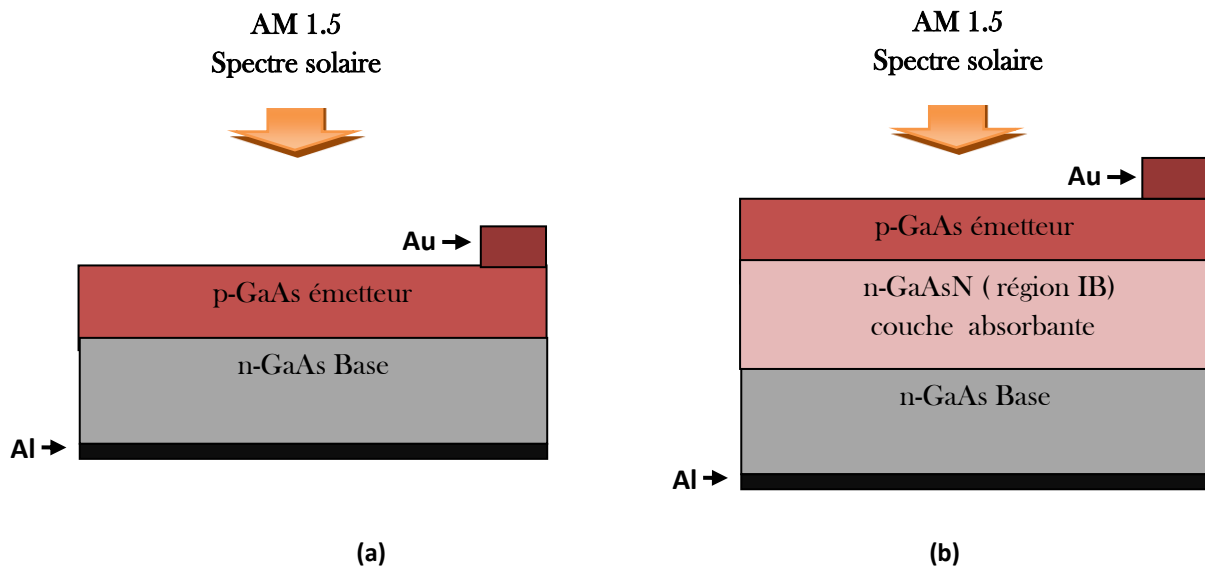 AM 1.5
Spectre solaire
Au
p-GaAs émetteur
n-GaAs Base
Al
(a)
AM 1.5
Spectre solaire
Au
p-GaAs émetteur
n-GaAsN ( région IB)
couche absorbante
n-GaAs Base
Al
(b)